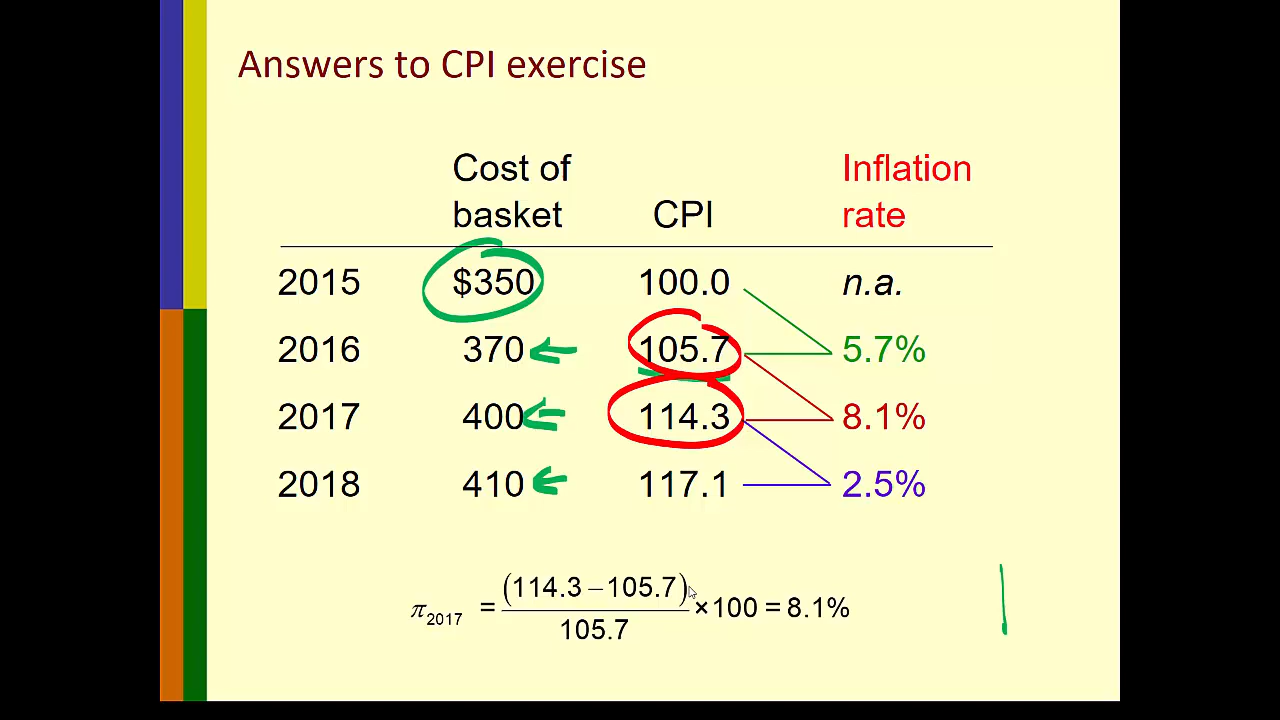 Answers to CPI exercise
Cost of basket CPI Inflation rate
2015 $350 100.0 n.a.
2016 370 105.7 5.7%
2017 400 114.3 8.1%
2018 410 117.1 2.5%
π2017 = (114.3 – 105.7) / 105.7 ×100 = 8.1%